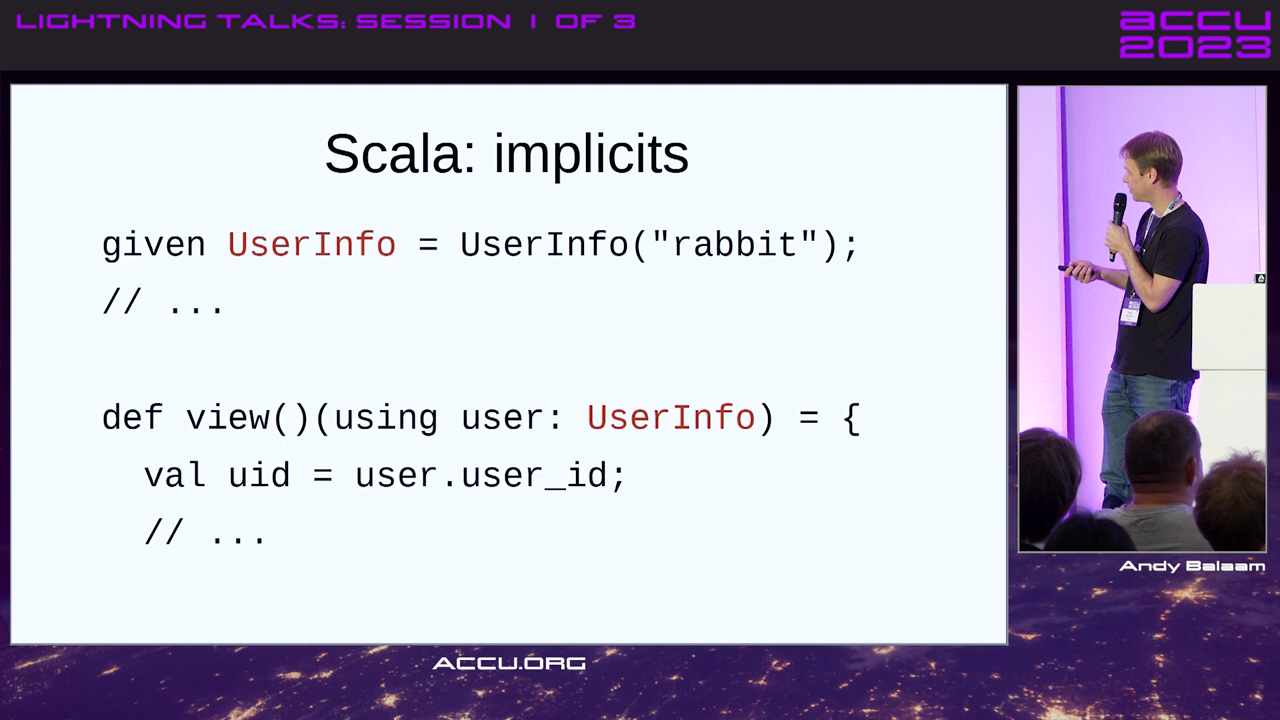 LIGHTNING TALKS: SESSION 1 OF 3
accu
2023
Scala: implicits
given UserInfo = UserInfo("rabbit");
// ...
def view()(using user: UserInfo) = {
val uid = user.user_id;
// ...
Andy Balaam
ACCU.ORG